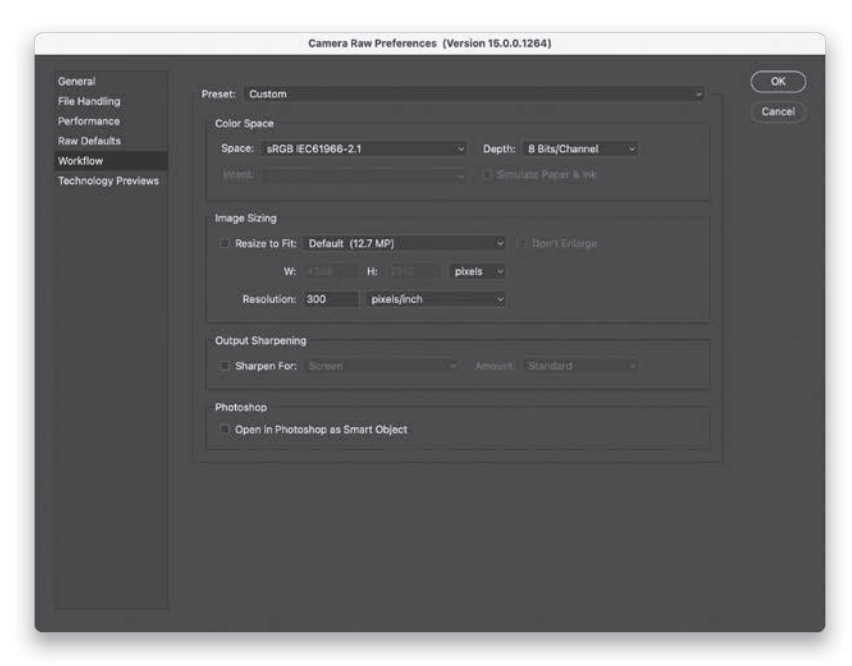 Camera Raw Preferences (Version 15.0.0.1264)
General
File Handling
Performance
Raw Defaults
Workflow
Technology Previews
Preset: Custom
OK
Cancel
Color Space
Space: sRGB IEC61966-2.1 Depth: 8 Bits/Channel
Intent: Simulate Paper & Ink
Image Sizing
Resize to Fit: Default (12.7 MP) Don't Enlarge
W: H: pixels
Resolution: 300 pixels/inch
Output Sharpening
Sharpen For: Screen Amount: Standard
Photoshop
Open in Photoshop as Smart Object